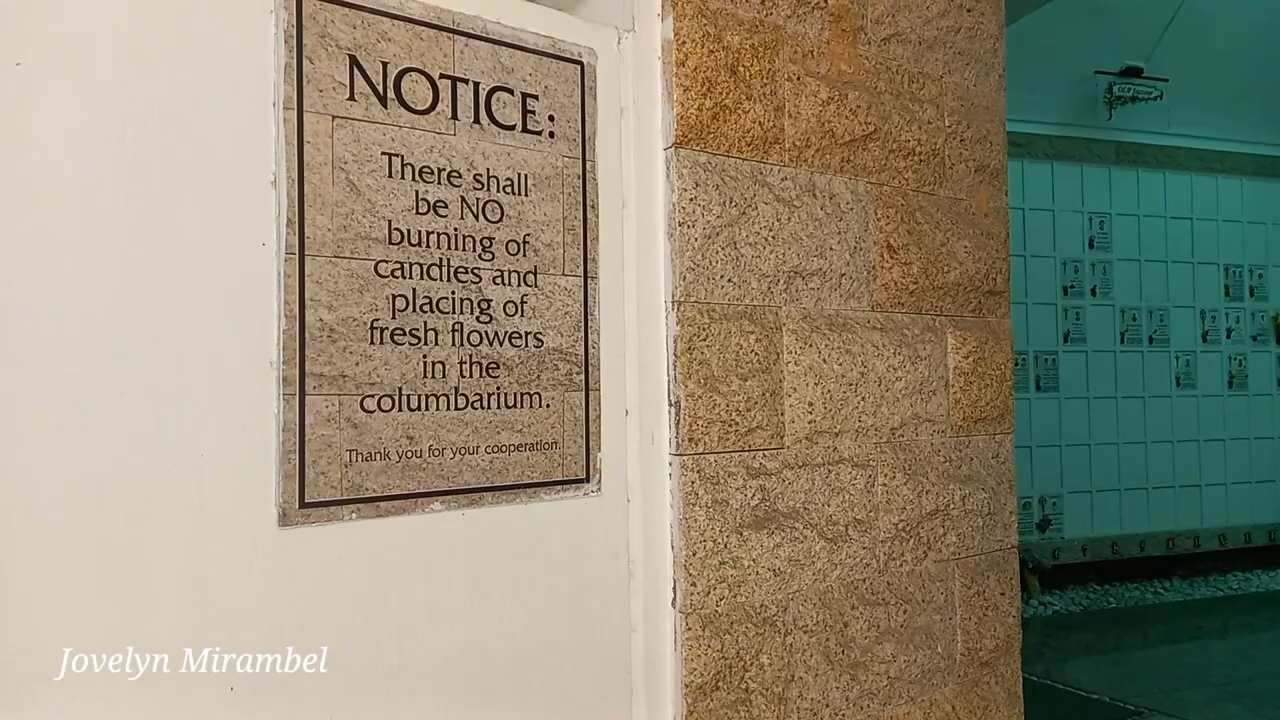 NOTICE:
There shall
be NO
burning of
candles and
placing of
fresh flowers
in the
columbarium.
Thank you for your cooperation.
Jovelyn Mirambel